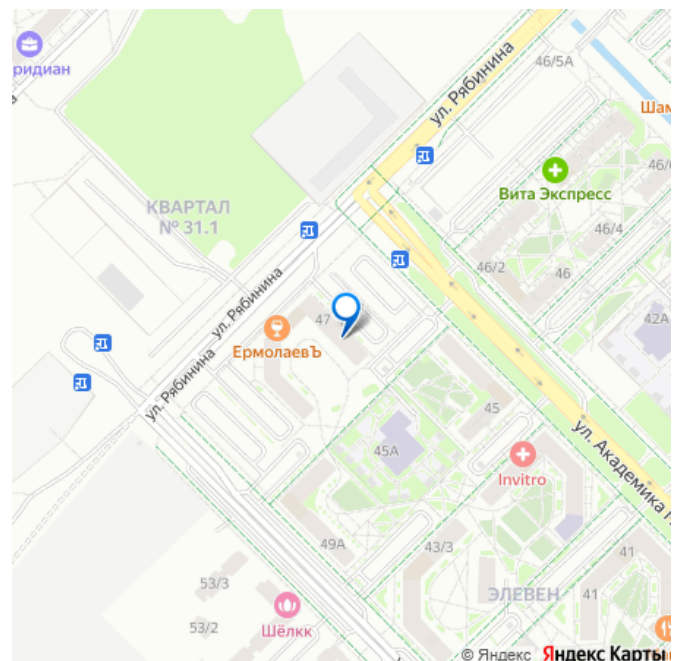 46/5А
ридиан
ул. Рябинина
Шам
46/6
Вита Экспресс
КВАРТАЛ
№ 31.1
46/4
46/2
46
ул. Рябинина
47
42А
ЕрмолаевЪ
ул. Рябинина
45
45А
ул. Академика П
Invitro
49А
43/3
41
53/3
ЭЛЕВЕН
41
Шёлкк
53/2
© Яндекс Яндекс Карты